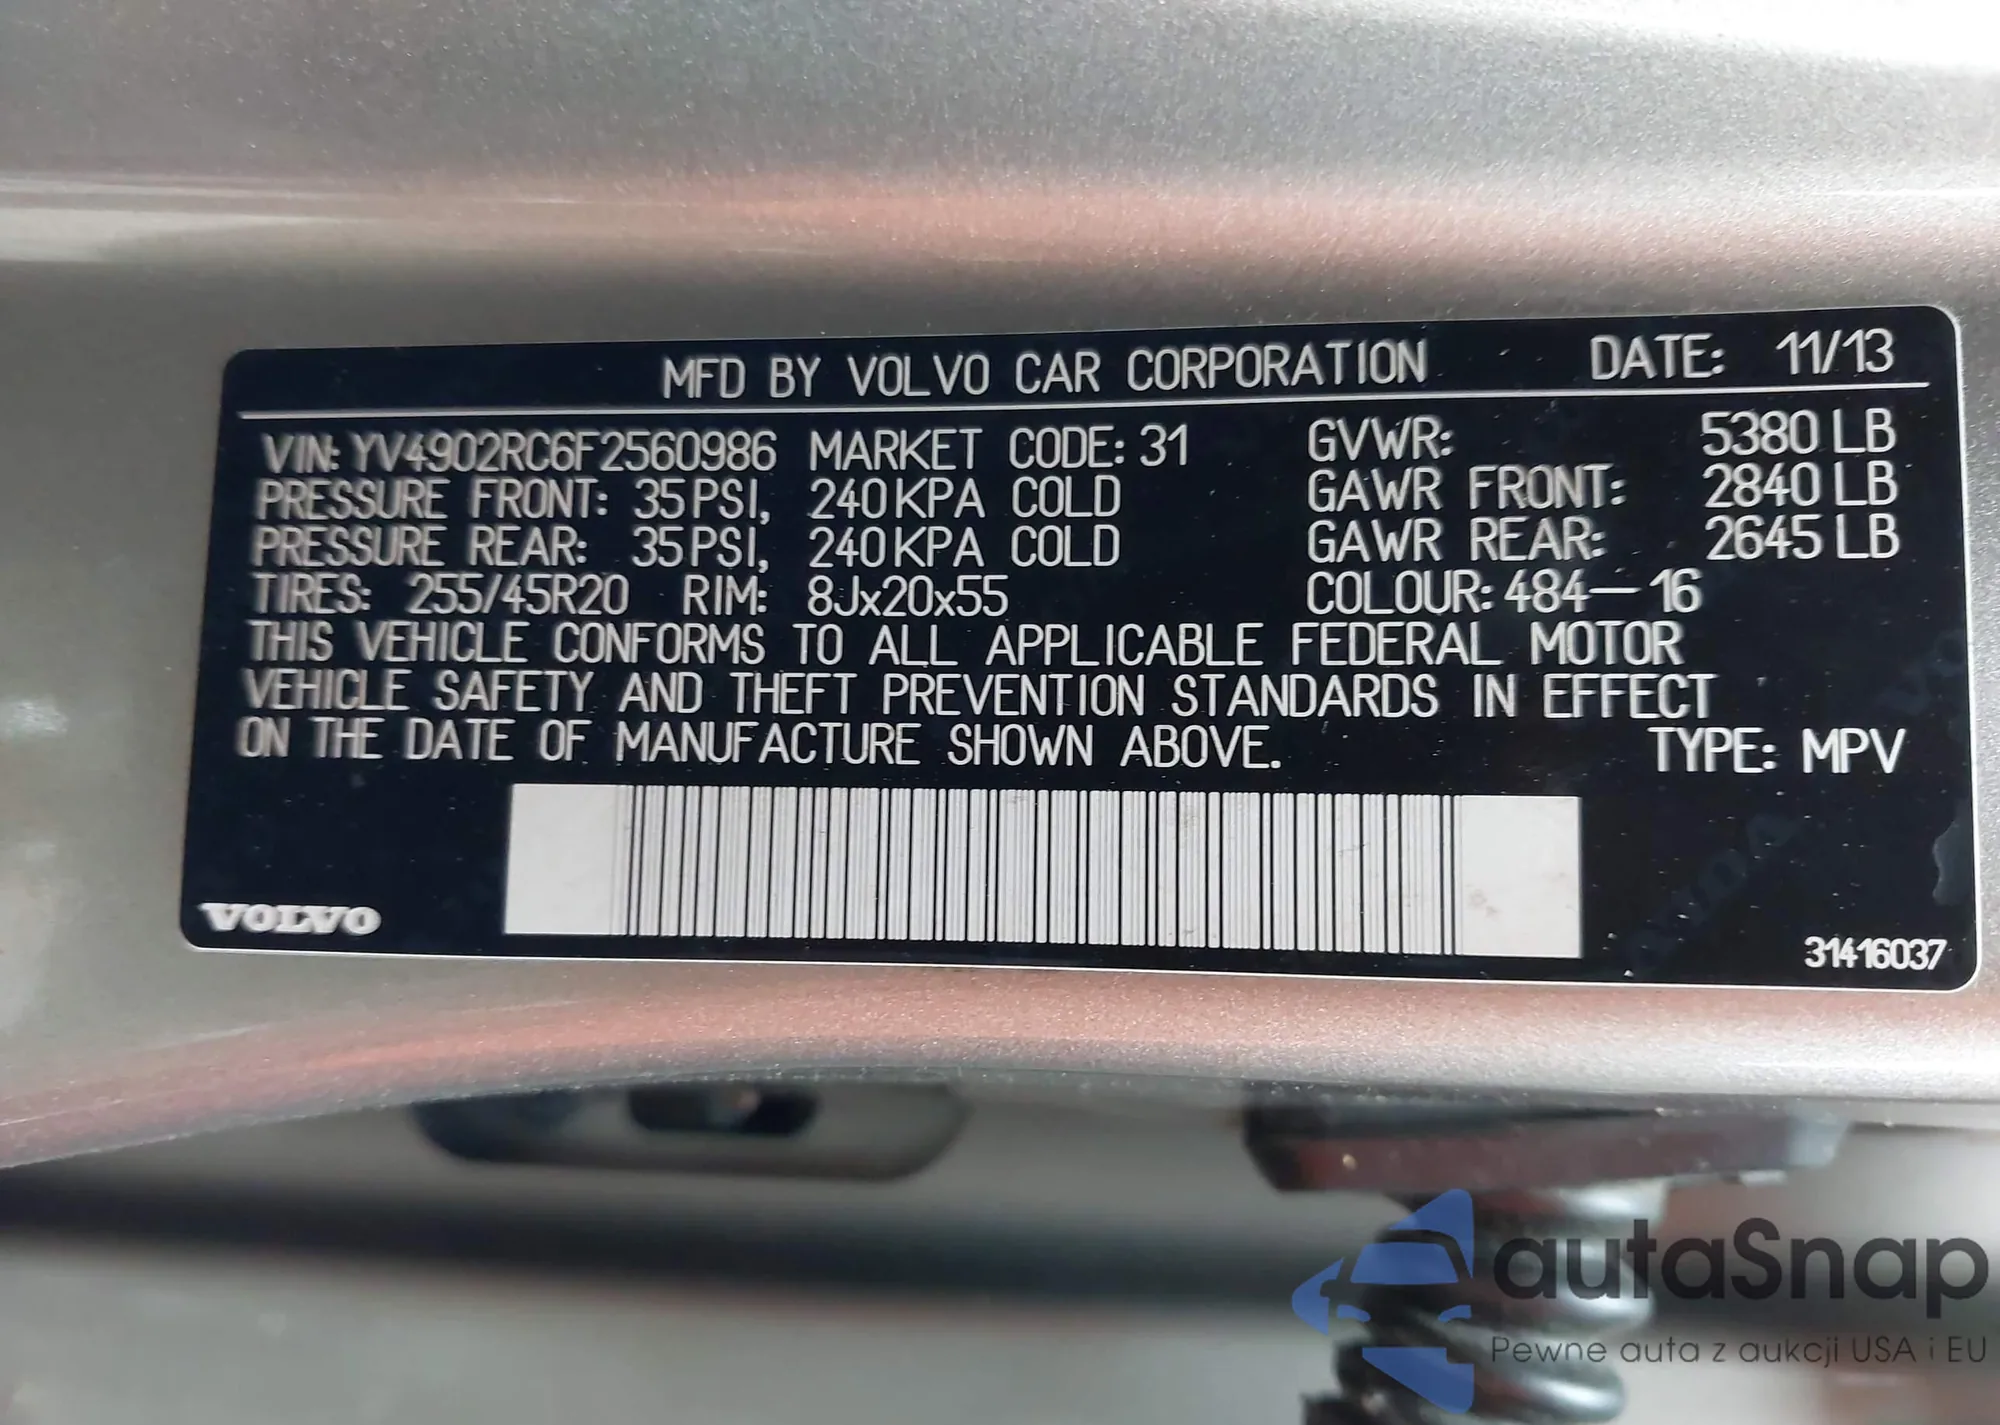 MFD BY VOLVO CAR CORPORATION DATE: 11/13
VIN: YV4902RC6F2560986 MARKET CODE: 31 GVWR: 5380 LB
PRESSURE FRONT: 35 PSI, 240 KPA COLD GAWR FRONT: 2840 LB
PRESSURE REAR: 35 PSI, 240 KPA COLD GAWR REAR: 2645 LB
TIRES: 255/45R20 RIM: 8Jx20x55 COLOUR: 484-16
THIS VEHICLE CONFORMS TO ALL APPLICABLE FEDERAL MOTOR
VEHICLE SAFETY AND THEFT PREVENTION STANDARDS IN EFFECT
ON THE DATE OF MANUFACTURE SHOWN ABOVE. TYPE: MPV
VOLVO
31416037
autaSnap
Pewne auta z aukcji USA i EU